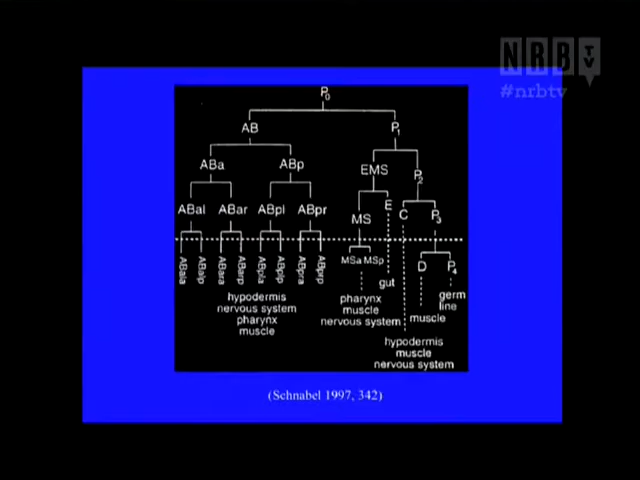 NRB TV
#nrbtv
P0
AB
P1
ABa
ABp
EMS
P2
ABal
ABar
ABpl
ABpr
MS
E
C
P3
ABala
ABalp
ABara
ABarp
ABpla
ABplp
ABpra
ABprp
MSa MSp
D
P4
gut
hypodermis
nervous system
pharynx
muscle
pharynx
muscle
nervous system
germ
line
muscle
hypodermis
muscle
nervous system
(Schnabel 1997, 342)